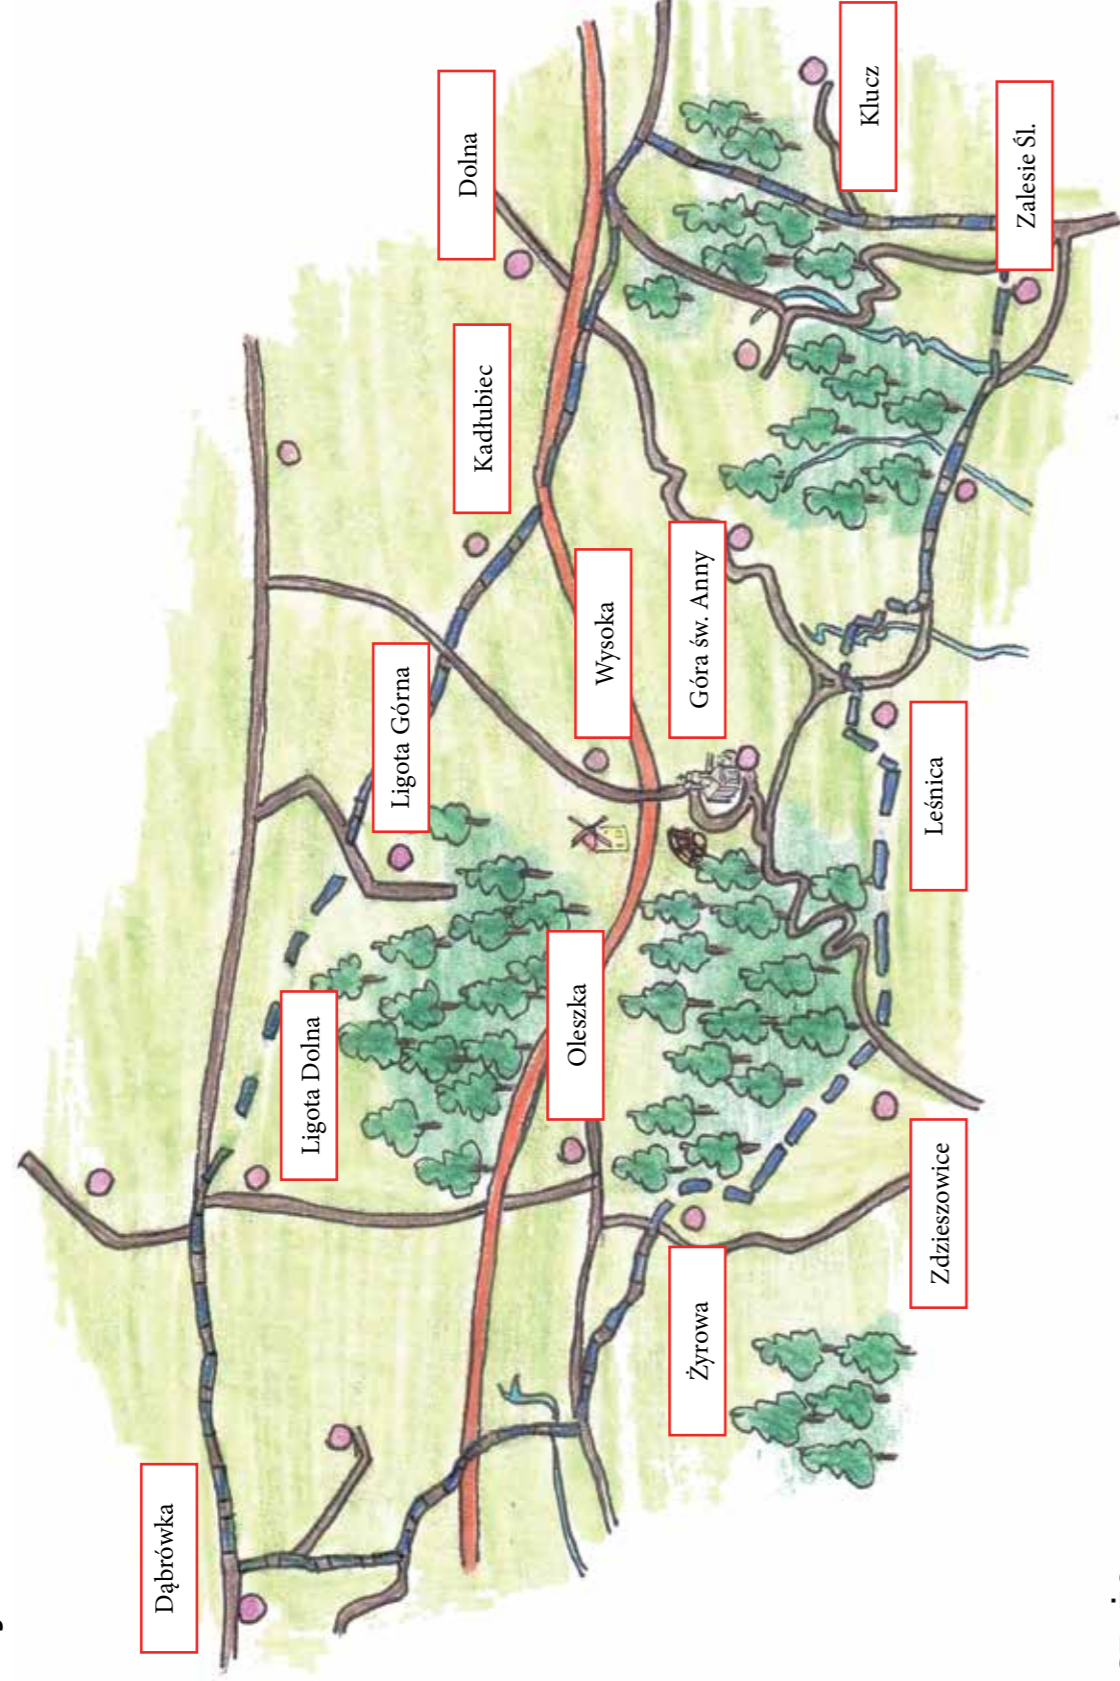 Dąbrówka
Ligota Dolna
Ligota Górna
Kadłubiec
Dolna
Oleszka
Wysoka
Żyrowa
Góra św. Anny
Klucz
Zdzieszowice
Leśnica
Zalesie Śl.